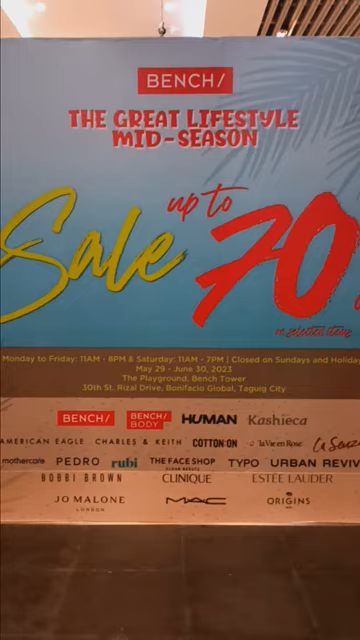 BENCH/
THE GREAT LIFESTYLE
MID-SEASON
Sale up to 70
on selected items
Monday to Friday: 11AM - 8PM & Saturday: 11AM - 7PM | Closed on Sundays and Holiday
May 29 - June 30, 2023
The Playground, Bench Tower
30th St. Rizal Drive, Bonifacio Global, Taguig City
BENCH/ BENCH/ BODY HUMAN Kashieca
AMERICAN EAGLE CHARLES & KEITH COTTON:ON la Vie en Rose La Senza
mothercare PEDRO rubi THE FACE SHOP TYPO URBAN REVIV
BOBBI BROWN CLINIQUE ESTĒE LAUDER
JO MALONE MAC ORIGINS
LONDON